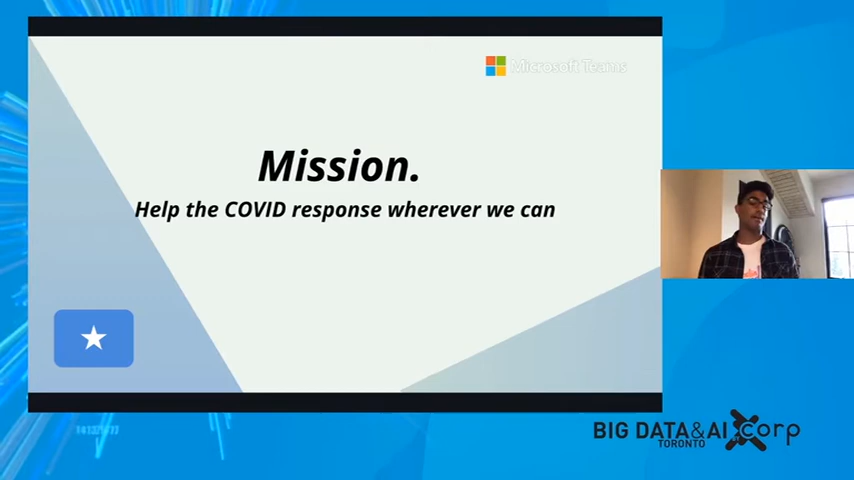 Microsoft Teams
Mission.
Help the COVID response wherever we can
BIG DATA&AI
TORONTO
corp